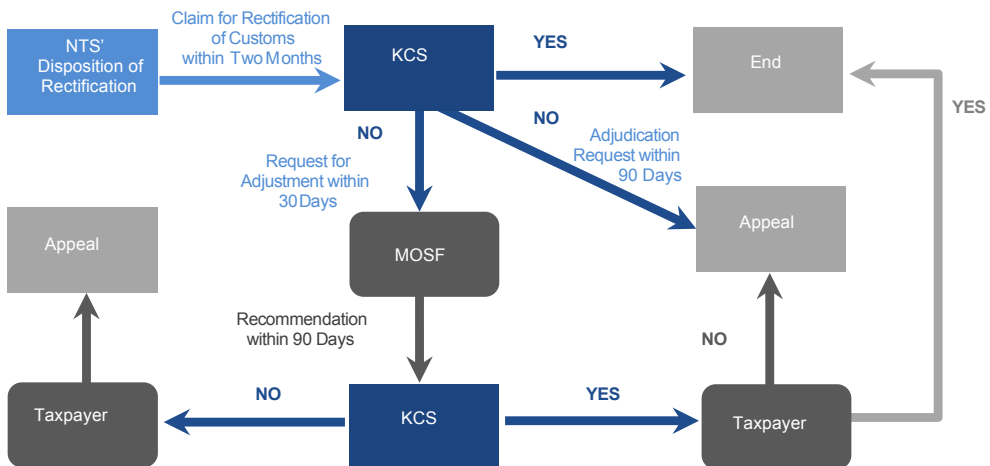 NTS'
Disposition of
Rectification
Claim for Rectification
of Customs
within Two Months
KCS
YES
End
YES
NO
Request for
Adjustment within
30 Days
NO
Adjudication
Request within
90 Days
Appeal
MOSF
Appeal
Recommendation
within 90 Days
NO
Taxpayer
NO
KCS
YES
Taxpayer